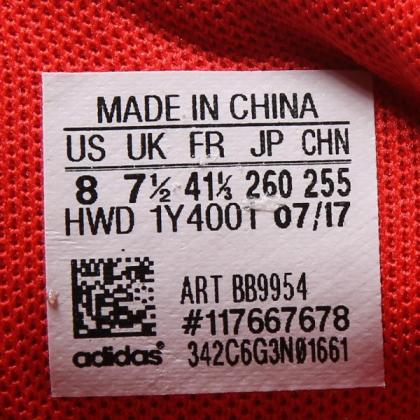 MADE IN CHINA
US UK FR JP CHN
8 7½ 41⅓ 260 255
HWD 1Y4001 07/17
ART BB9954
#117667678
adidas® 342C6G3N01661